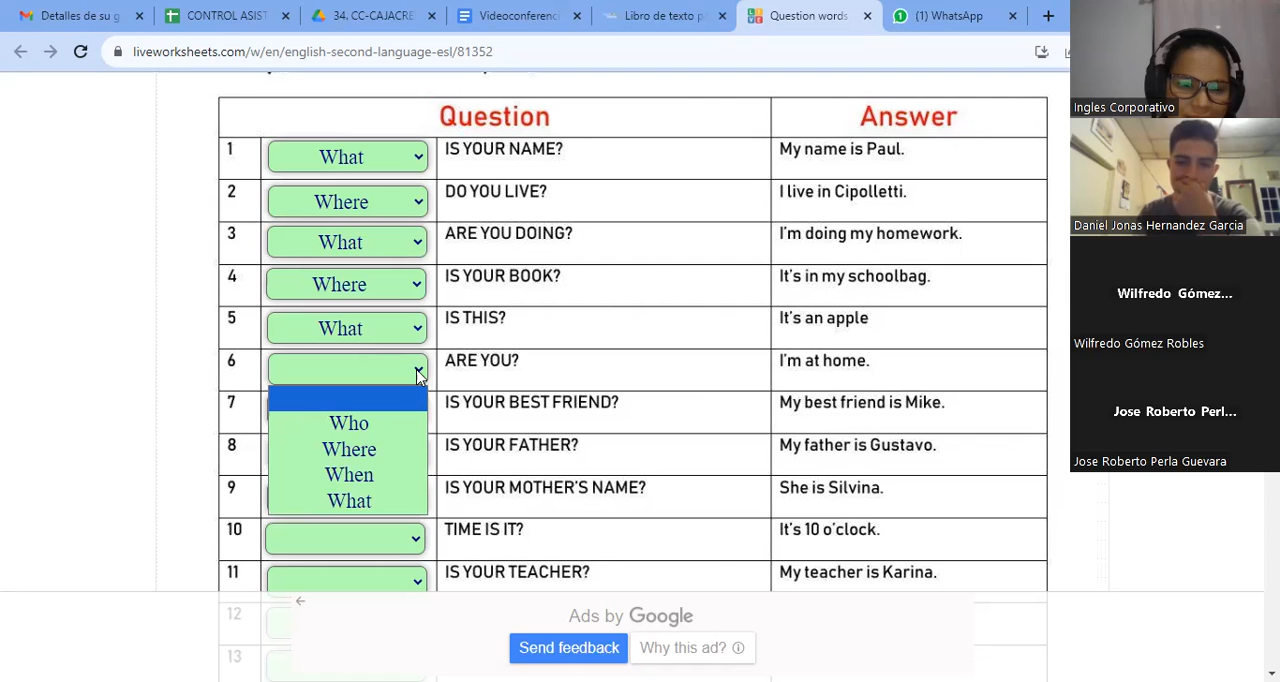 Detalles de su g
CONTROL ASIST
34. CC-CAJACRE
Videoconferenc
Libro de texto p
Question words
(1) WhatsApp
liveworksheets.com/w/en/english-second-language-esl/81352
Question Answer
1 What IS YOUR NAME? My name is Paul.
2 Where DO YOU LIVE? I live in Cipolletti.
3 What ARE YOU DOING? I'm doing my homework.
4 Where IS YOUR BOOK? It's in my schoolbag.
5 What IS THIS? It's an apple
6 ARE YOU? I'm at home.
Who
Where
When
What
7 IS YOUR BEST FRIEND? My best friend is Mike.
8 IS YOUR FATHER? My father is Gustavo.
9 IS YOUR MOTHER'S NAME? She is Silvina.
10 TIME IS IT? It's 10 o'clock.
11 IS YOUR TEACHER? My teacher is Karina.
12
13
Ads by Google
Send feedback Why this ad?
Ingles Corporativo
Daniel Jonas Hernandez Garcia
Wilfredo Gómez...
Wilfredo Gómez Robles
Jose Roberto Perl...
Jose Roberto Perla Guevara